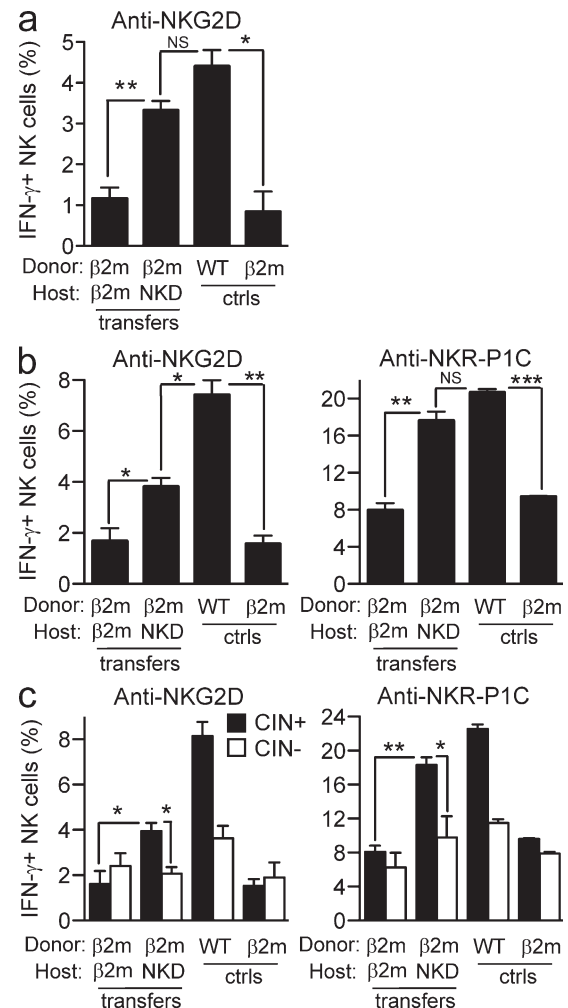 a
Anti-NKG2D
IFN-γ+ NK cells (%)
5
4
3
2
1
0
**
NS
*
Donor: β2m β2m WT β2m
Host: β2m NKD ctrls
transfers
b
Anti-NKG2D
IFN-γ+ NK cells (%)
8
6
4
2
0
*
*
**
Donor: β2m β2m WT β2m
Host: β2m NKD ctrls
transfers
Anti-NKR-P1C
20
16
12
8
4
0
**
NS
***
Donor: β2m β2m WT β2m
Host: β2m NKD ctrls
transfers
c
Anti-NKG2D
IFN-γ+ NK cells (%)
8
4
2
0
CIN+
CIN-
*
*
Donor: β2m β2m WT β2m
Host: β2m NKD ctrls
transfers
Anti-NKR-P1C
24
20
12
8
4
0
**
*
Donor: β2m β2m WT β2m
Host: β2m NKD ctrls
transfers